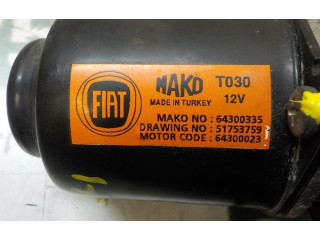 FIAT
MAKO T030
MADE IN TURKEY 12V
MAKO NO : 64300335
DRAWING NO : 51753759
MOTOR CODE : 64300023